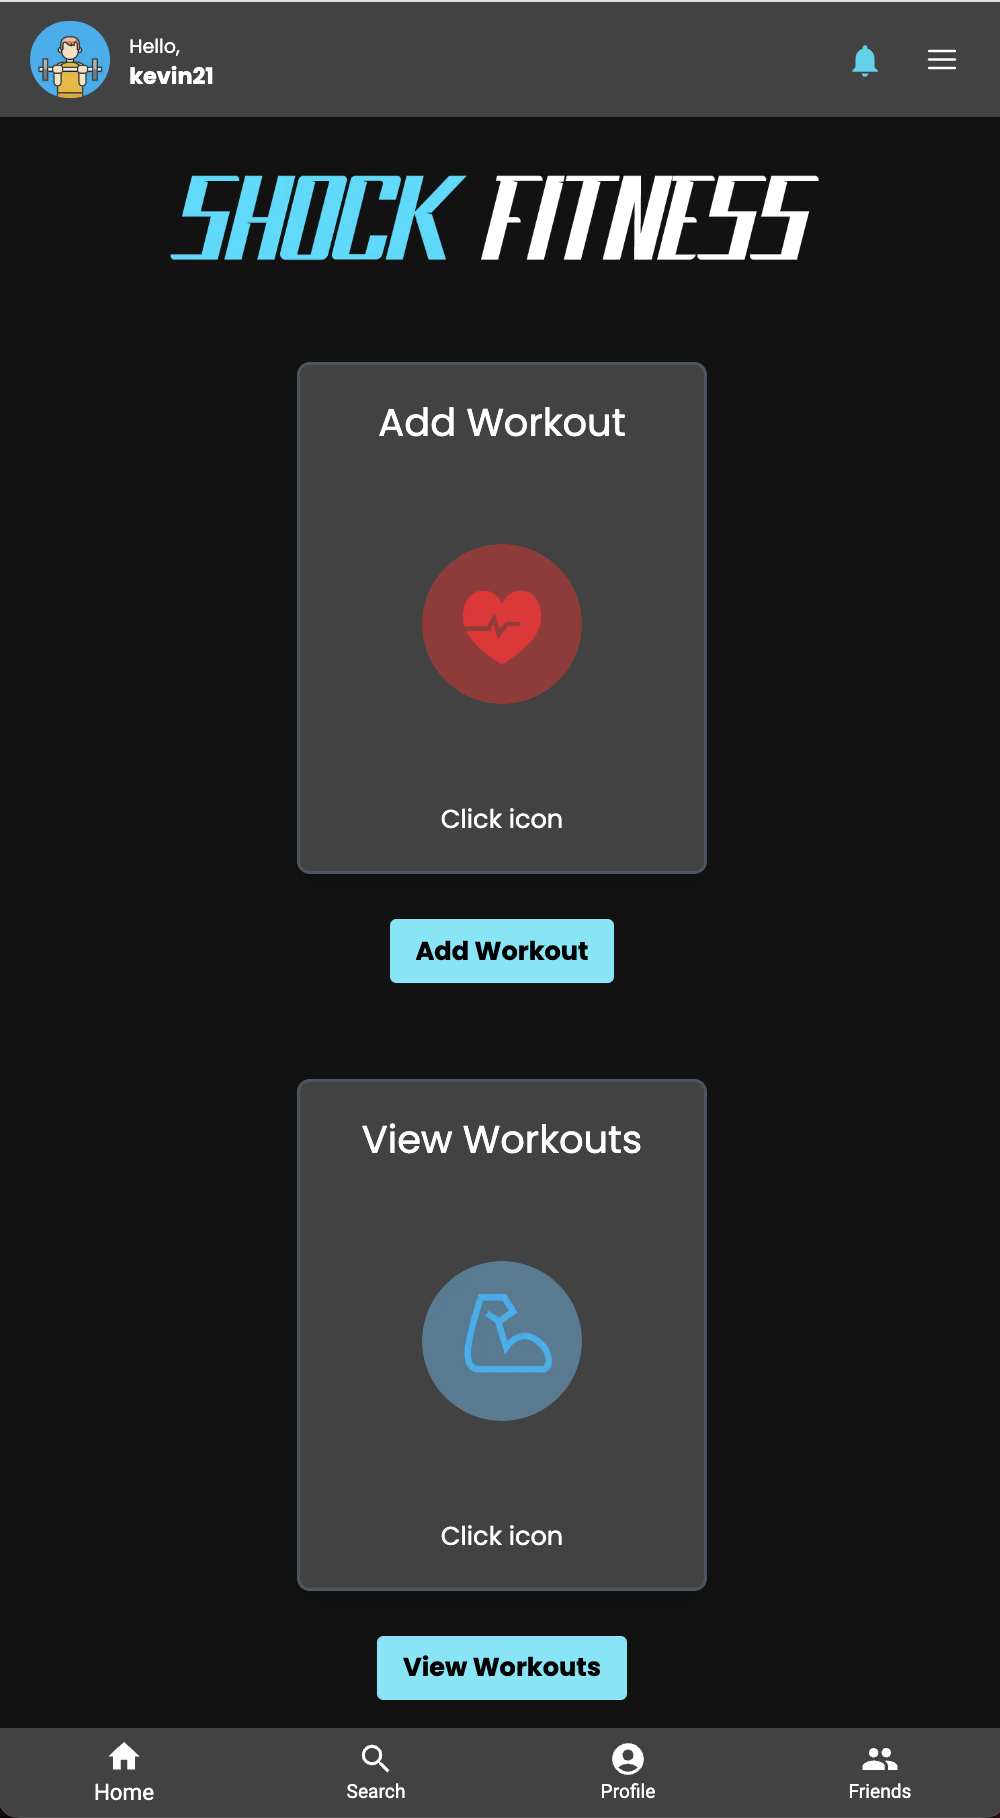 Hello,
kevin21
SHOCK FITNESS
Add Workout
Click icon
Add Workout
View Workouts
Click icon
View Workouts
Home Search Profile Friends